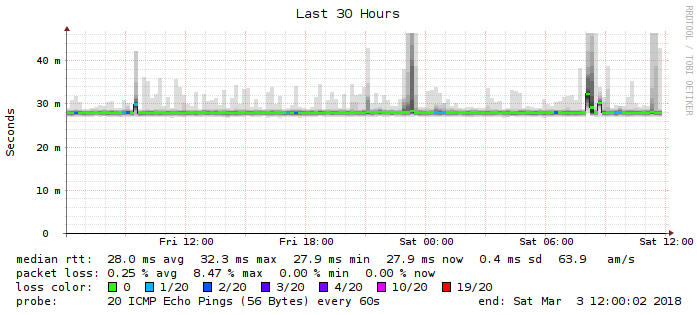 Last 30 Hours
RRDTOOL / TOBI OETIKER
Seconds
40 m
30 m
20 m
10 m
0
Fri 12:00 Fri 18:00 Sat 00:00 Sat 06:00 Sat 12:00
median rtt: 28.0 ms avg 32.3 ms max 27.9 ms min 27.9 ms now 0.4 ms sd 63.9 am/s
packet loss: 0.25 % avg 8.47 % max 0.00 % min 0.00 % now
loss color: 0 1/20 2/20 3/20 4/20 10/20 19/20
probe: 20 ICMP Echo Pings (56 Bytes) every 60s end: Sat Mar 3 12:00:02 2018